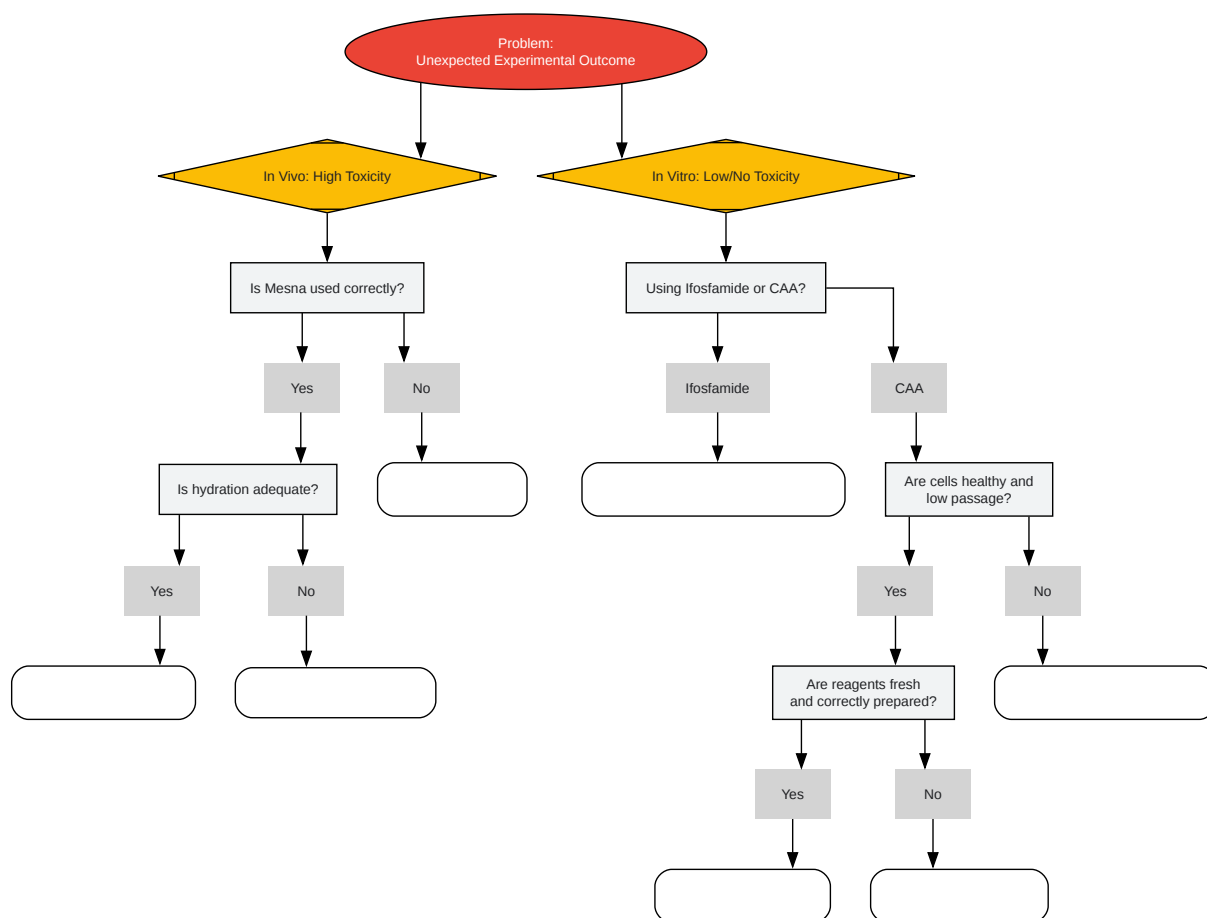 Problem:
Unexpected Experimental Outcome
In Vivo: High Toxicity
In Vitro: Low/No Toxicity
Is Mesna used correctly?
Using Ifosfamide or CAA?
Yes
No
Ifosfamide
CAA
Is hydration adequate?
Are cells healthy and
low passage?
Yes
No
Yes
No
Are reagents fresh
and correctly prepared?
Yes
No